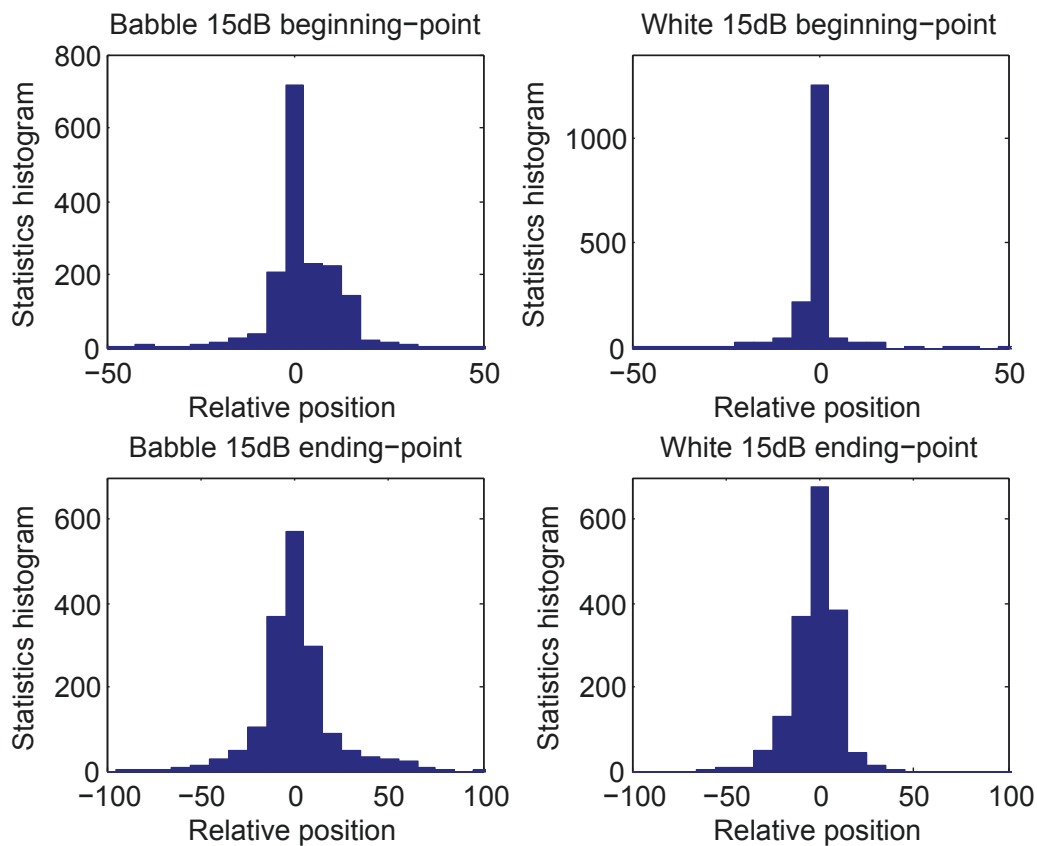 Babble 15dB beginning−point
Statistics histogram
800
600
400
200
0
−50
0
50
Relative position
White 15dB beginning−point
Statistics histogram
1000
500
0
−50
0
50
Relative position
Babble 15dB ending−point
Statistics histogram
600
400
200
0
−100
−50
0
50
100
Relative position
White 15dB ending−point
Statistics histogram
600
400
200
0
−100
−50
0
50
100
Relative position